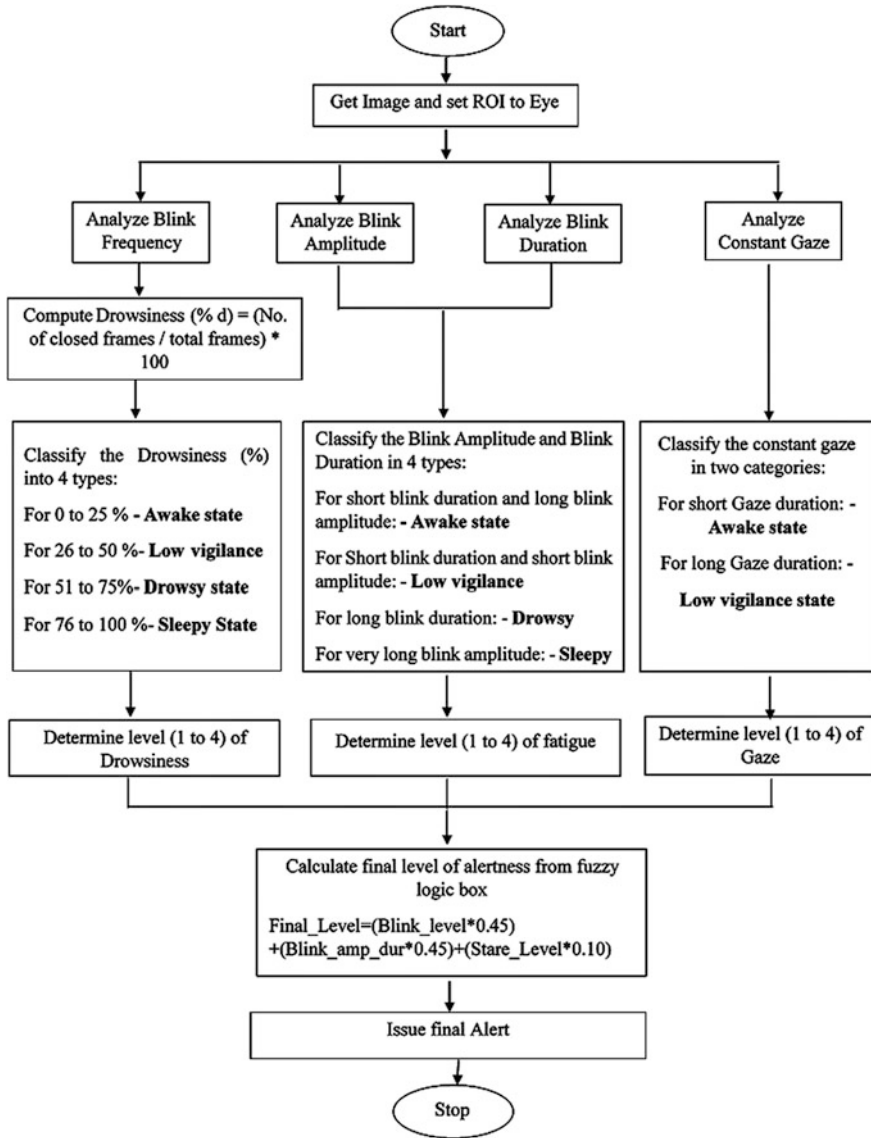 Start
Get Image and set ROI to Eye
Analyze Blink
Frequency
Analyze Blink
Amplitude
Analyze Blink
Duration
Analyze
Constant Gaze
Compute Drowsiness (% d) = (No.
of closed frames / total frames) *
100
Classify the Drowsiness (%)
into 4 types:
For 0 to 25 % - Awake state
For 26 to 50 %- Low vigilance
For 51 to 75%- Drowsy state
For 76 to 100 %- Sleepy State
Classify the Blink Amplitude and Blink
Duration in 4 types:
For short blink duration and long blink
amplitude: - Awake state
For Short blink duration and short blink
amplitude: - Low vigilance
For long blink duration: - Drowsy
For very long blink amplitude: - Sleepy
Classify the constant gaze
in two categories:
For short Gaze duration: -
Awake state
For long Gaze duration: -
Low vigilance state
Determine level (1 to 4) of
Drowsiness
Determine level (1 to 4) of fatigue
Determine level (1 to 4) of
Gaze
Calculate final level of alertness from fuzzy
logic box
Final_Level=(Blink_level*0.45)
+(Blink_amp_dur*0.45)+(Stare_Level*0.10)
Issue final Alert
Stop